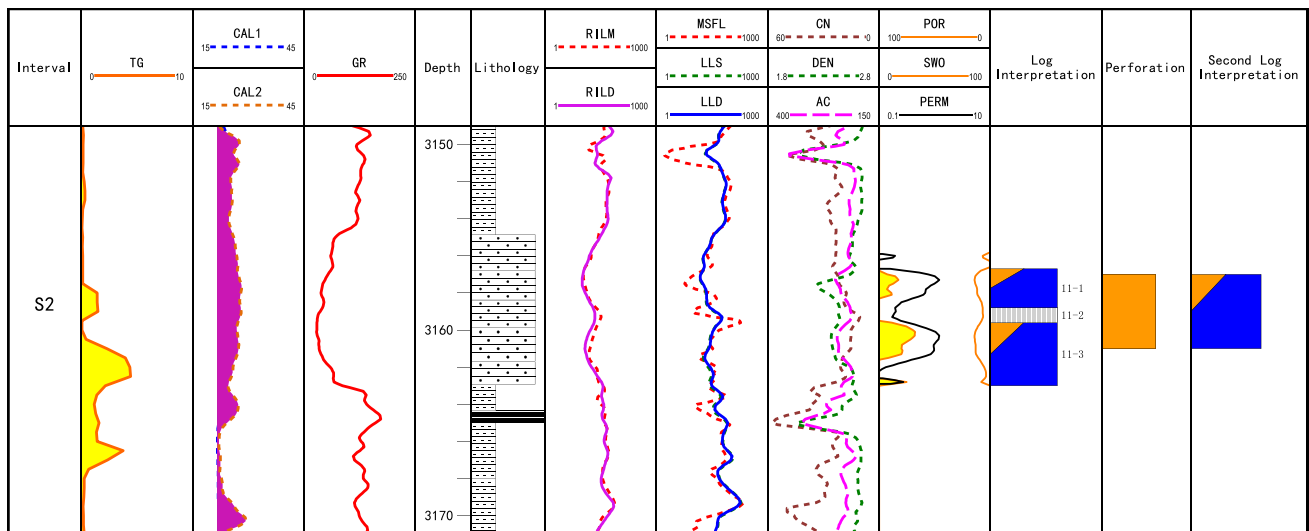 Interval
TG
0 10
CAL1
15 45
CAL2
15 45
GR
0 250
Depth
Lithology
RILM
1 1000
RILD
1 1000
MSFL
1 1000
LLS
1 1000
LLD
1 1000
CN
60 0
DEN
1.8 2.8
AC
400 150
POR
100 0
SWO
0 100
PERM
0.1 10
Log
Interpretation
Perforation
Second Log
Interpretation
S2
3150
3160
3170
11-1
11-2
11-3